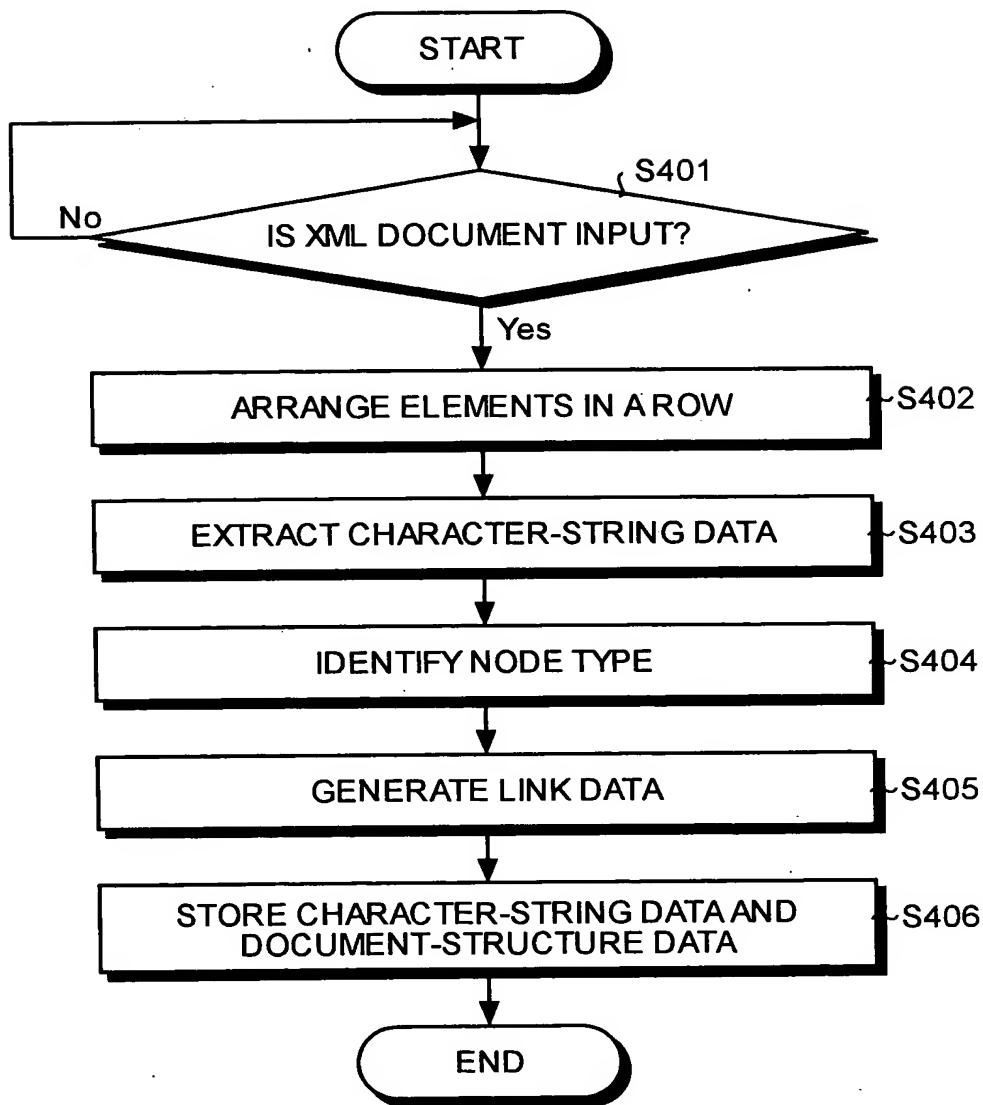 START
S401
No
IS XML DOCUMENT INPUT?
Yes
ARRANGE ELEMENTS IN A ROW
S402
EXTRACT CHARACTER-STRING DATA
S403
IDENTIFY NODE TYPE
S404
GENERATE LINK DATA
S405
STORE CHARACTER-STRING DATA AND
DOCUMENT-STRUCTURE DATA
S406
END